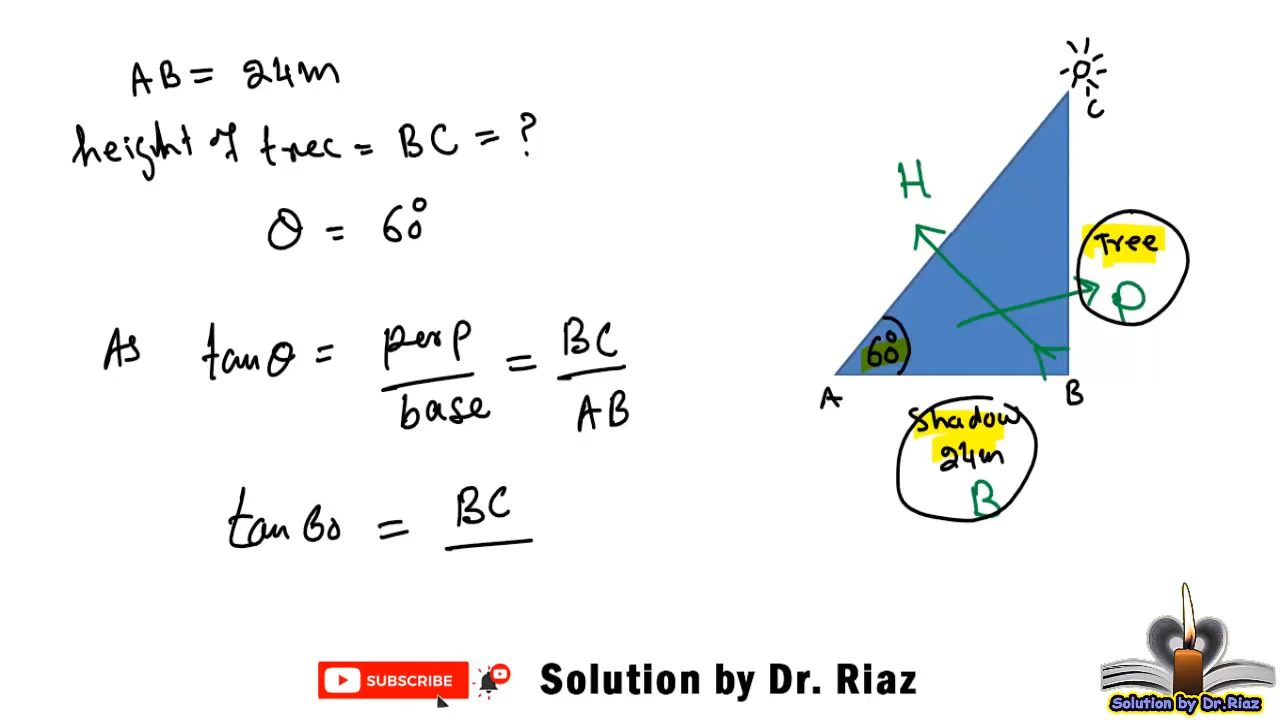 AB = 24m
height of tree = BC = ?
θ = 60°
As tanθ = perp/base = BC/AB
tan60 = BC
C
H
Tree
P
60°
A
B
Shadow
24m
B
SUBSCRIBE
Solution by Dr. Riaz
Solution by Dr.Riaz